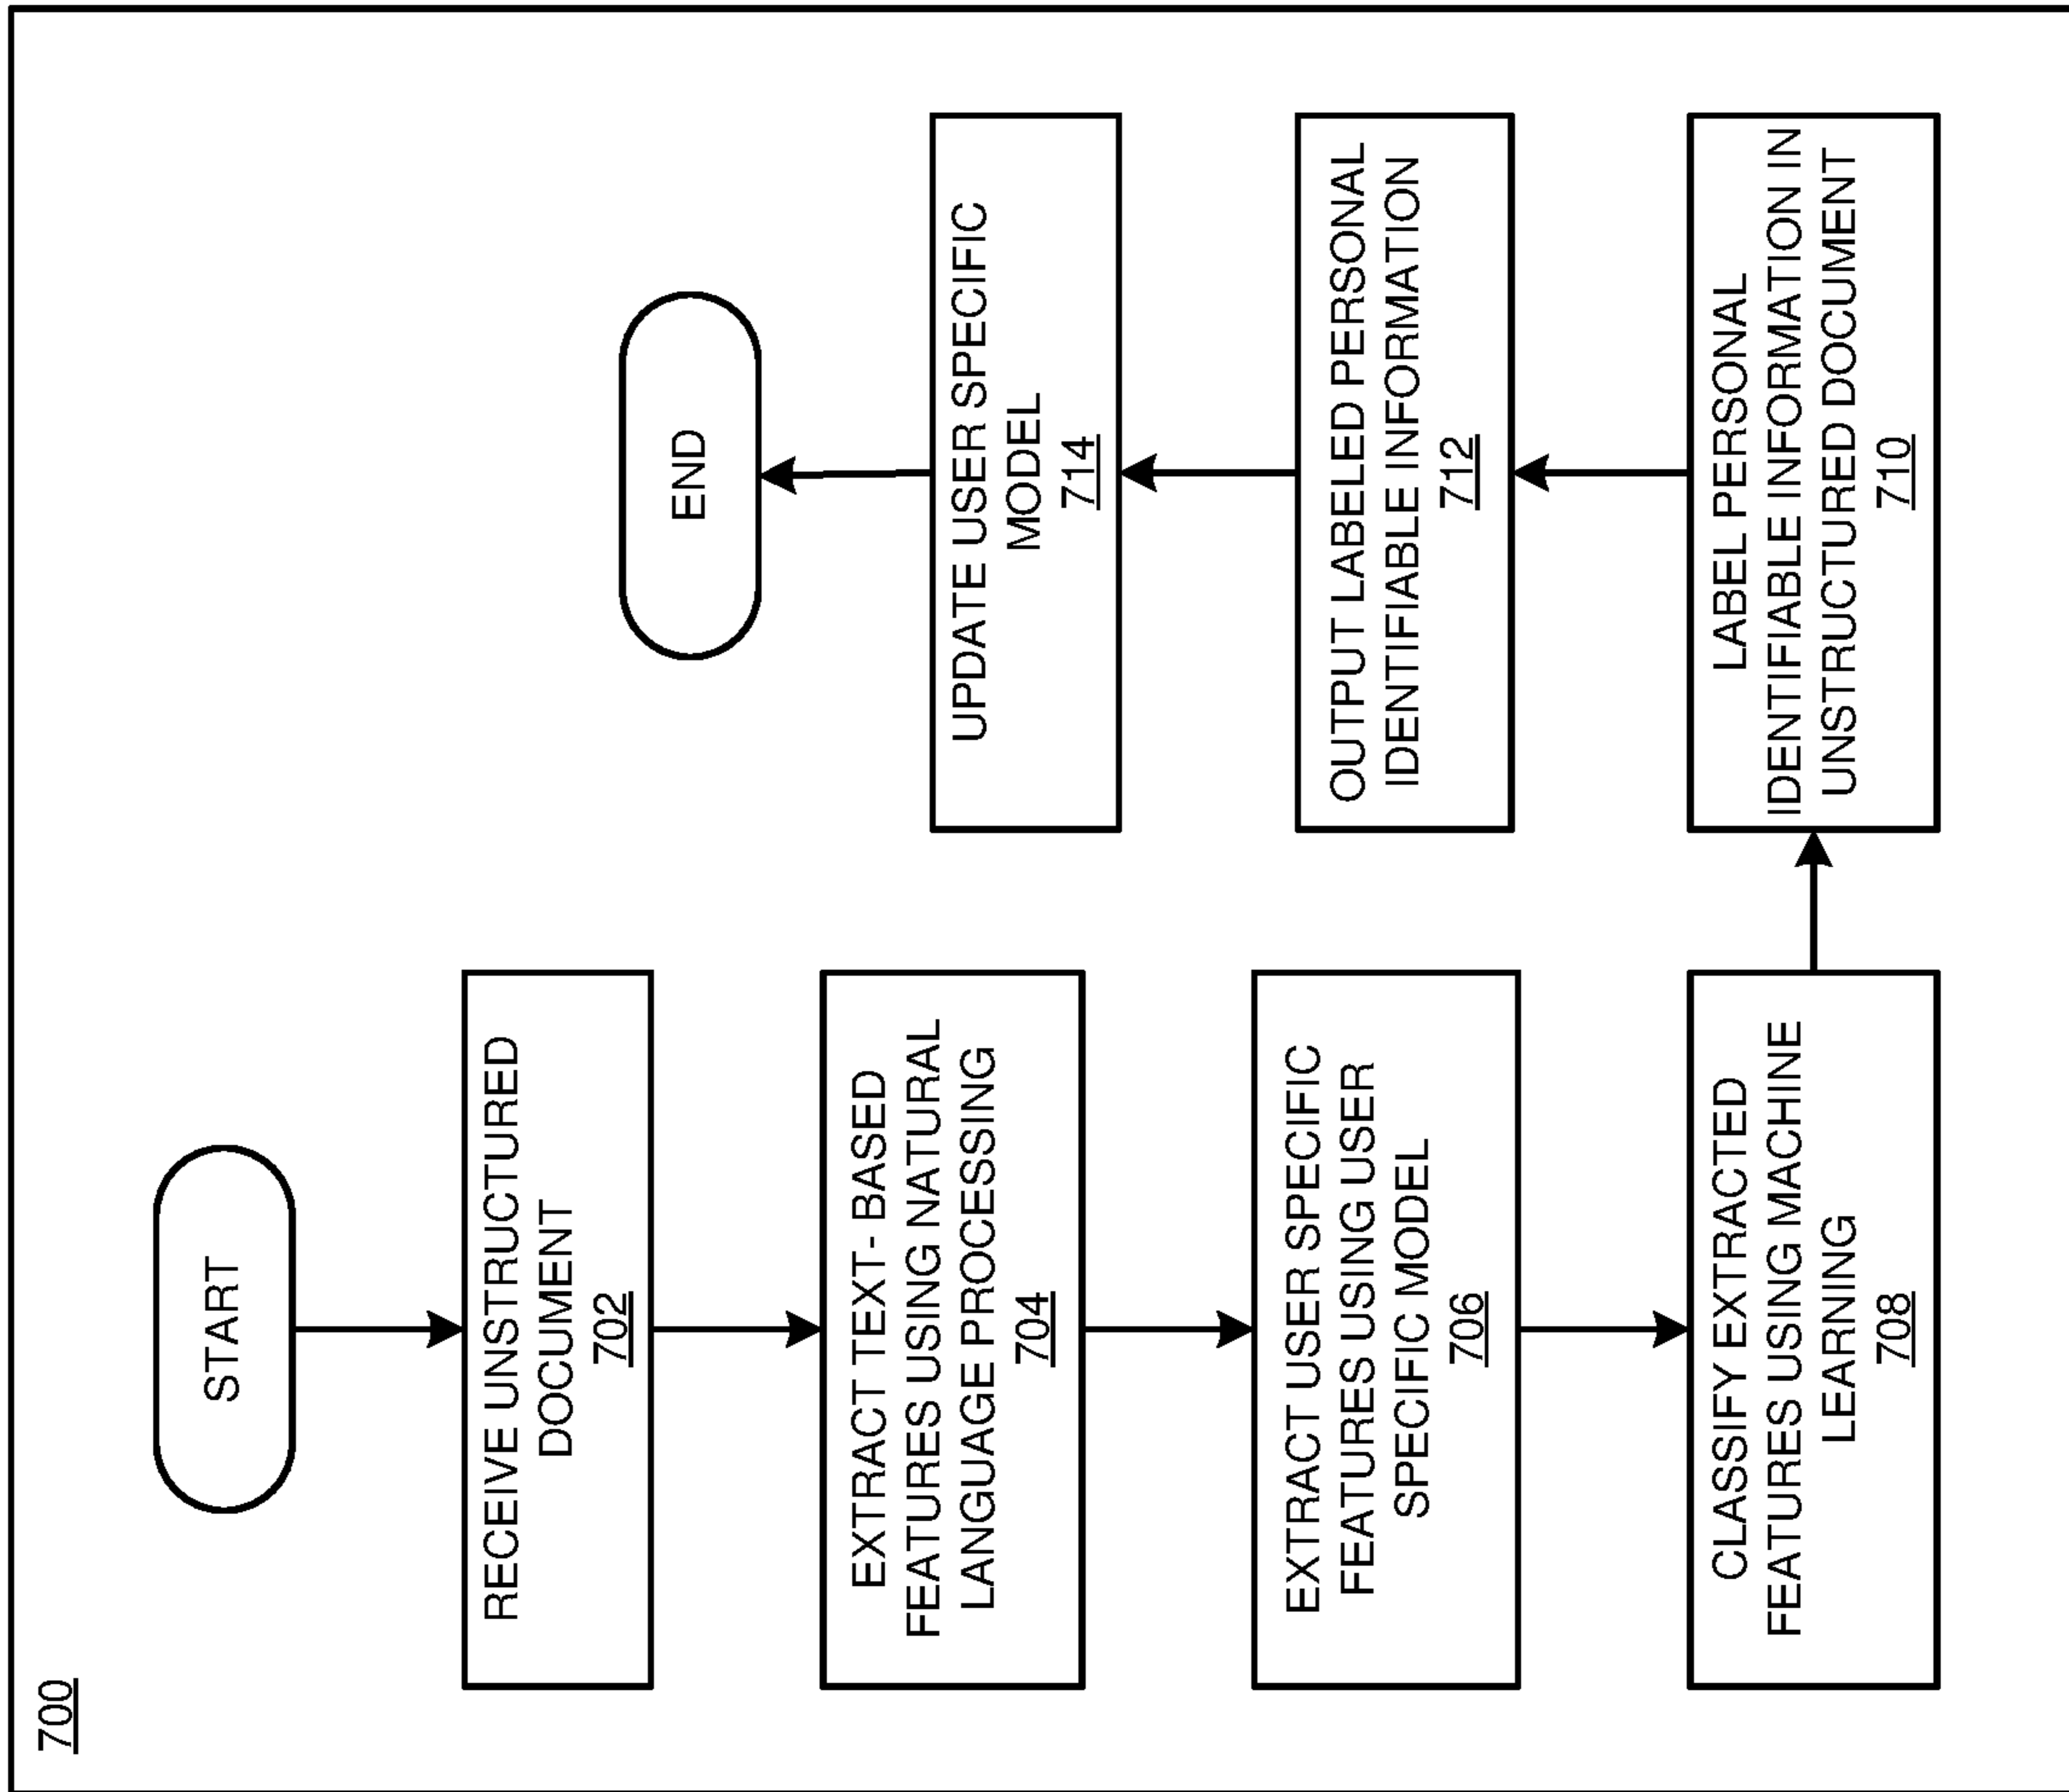 700
START
RECEIVE UNSTRUCTURED
DOCUMENT
702
EXTRACT TEXT- BASED
FEATURES USING NATURAL
LANGUAGE PROCESSING
704
EXTRACT USER SPECIFIC
FEATURES USING USER
SPECIFIC MODEL
706
CLASSIFY EXTRACTED
FEATURES USING MACHINE
LEARNING
708
LABEL PERSONAL
IDENTIFIABLE INFORMATION IN
UNSTRUCTURED DOCUMENT
710
OUTPUT LABELED PERSONAL
IDENTIFIABLE INFORMATION
712
UPDATE USER SPECIFIC
MODEL
714
END